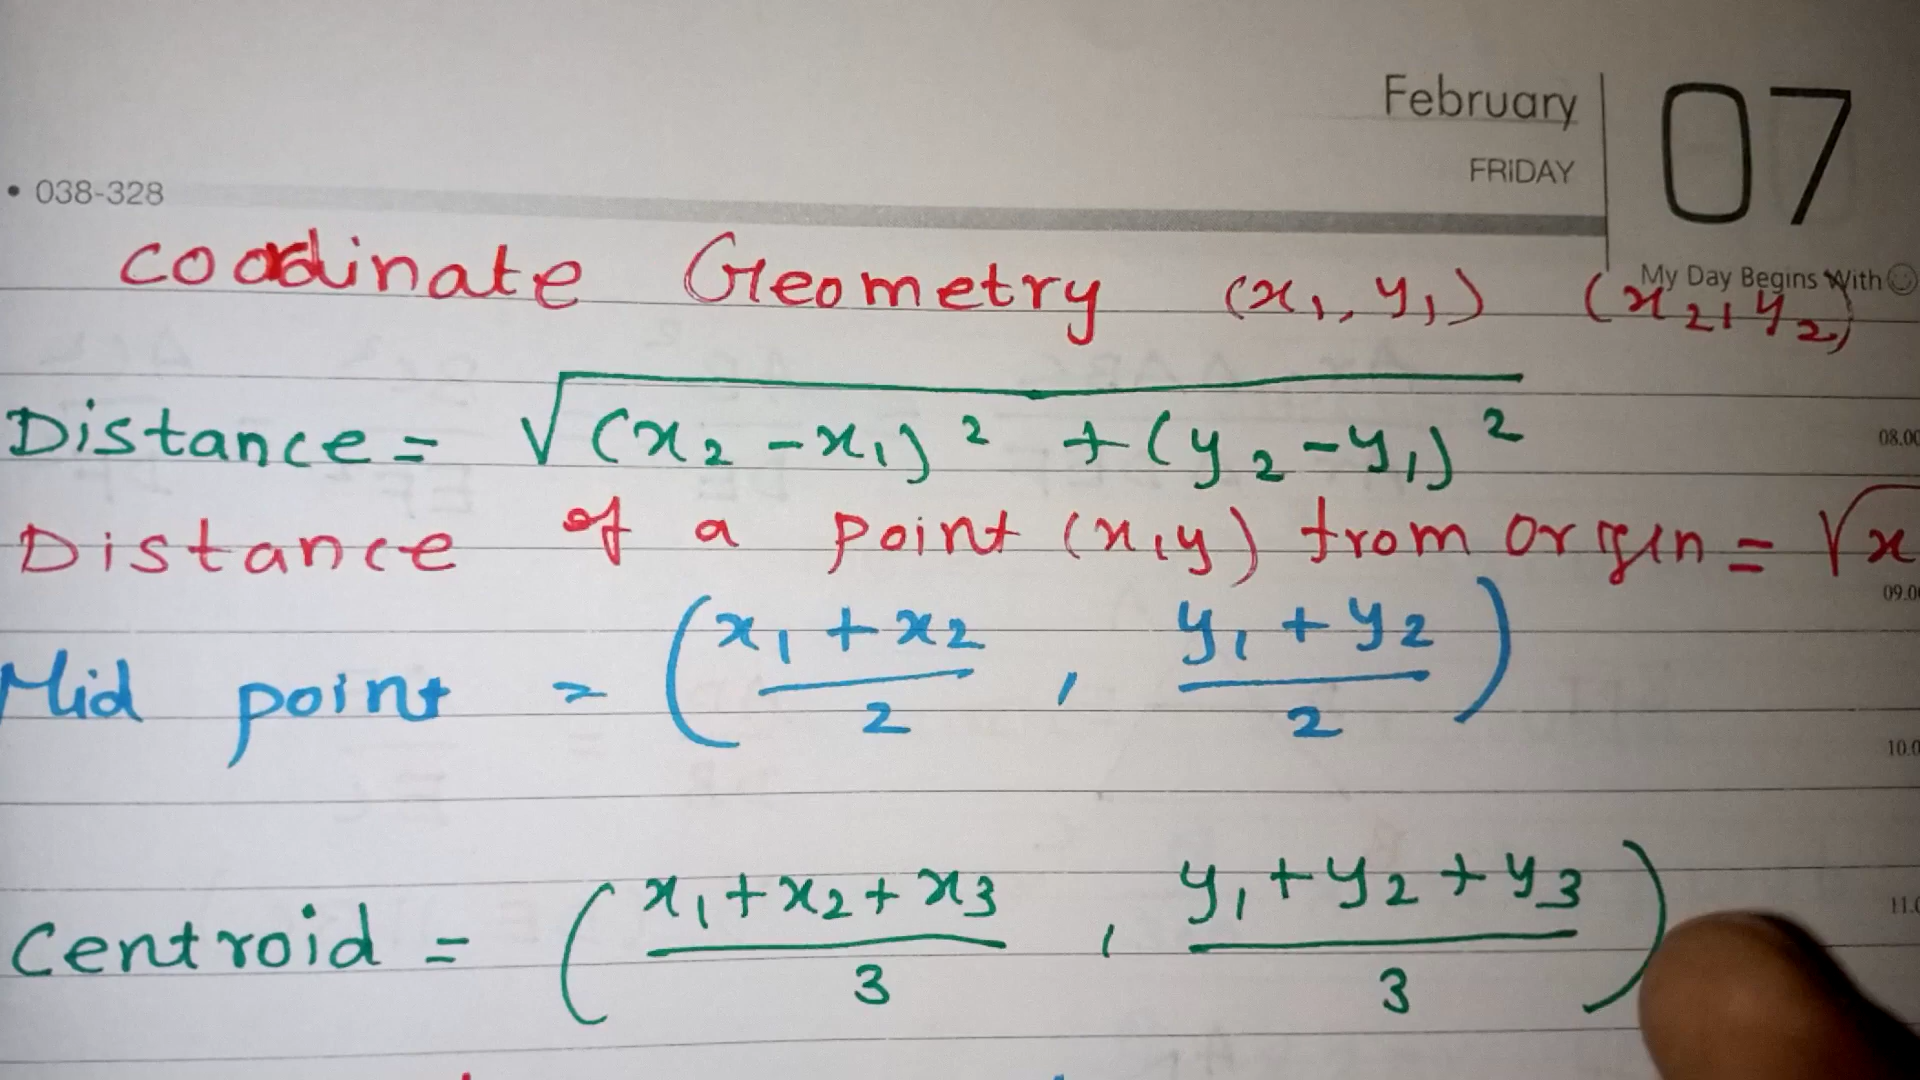 February
07
FRIDAY
• 038-328
My Day Begins With
Coordinate Geometry (x₁, y₁) (x₂, y₂)
Distance = √(x₂ - x₁)² + (y₂ - y₁)²
08.00
Distance of a point (x, y) from origin = √x
09.0
Mid point = (x₁ + x₂ / 2 , y₁ + y₂ / 2)
10.0
Centroid = (x₁ + x₂ + x₃ / 3 , y₁ + y₂ + y₃ / 3)
11.0